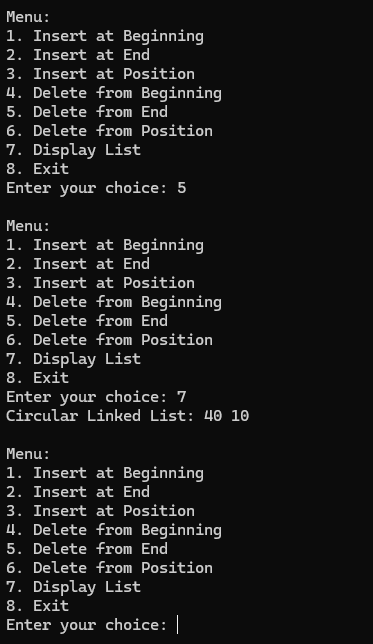 Menu:
1. Insert at Beginning
2. Insert at End
3. Insert at Position
4. Delete from Beginning
5. Delete from End
6. Delete from Position
7. Display List
8. Exit
Enter your choice: 5

Menu:
1. Insert at Beginning
2. Insert at End
3. Insert at Position
4. Delete from Beginning
5. Delete from End
6. Delete from Position
7. Display List
8. Exit
Enter your choice: 7
Circular Linked List: 40 10

Menu:
1. Insert at Beginning
2. Insert at End
3. Insert at Position
4. Delete from Beginning
5. Delete from End
6. Delete from Position
7. Display List
8. Exit
Enter your choice: